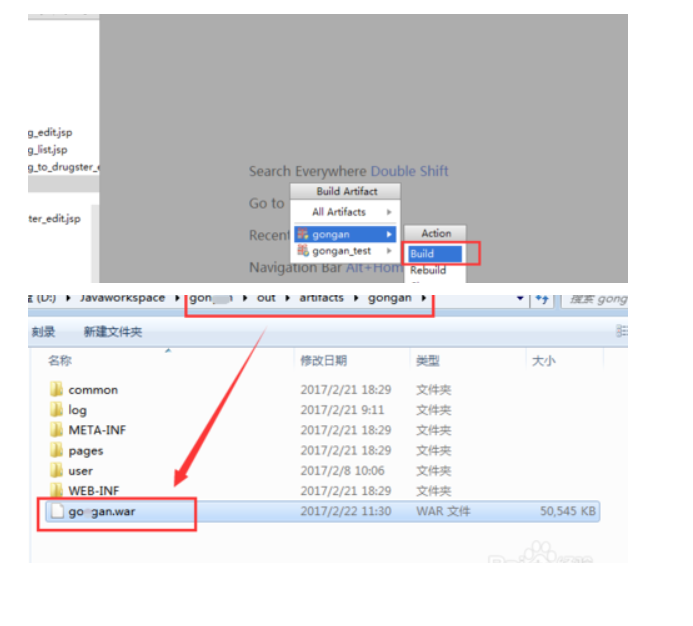 g_edit.jsp
g_list.jsp
g_to_drugster_e
ter_edit.jsp
Search Everywhere Double Shift
Go to
Recent
Navigation Bar Alt+Hom
Build Artifact
All Artifacts
gongan
gongan_test
Action
Build
Rebuild
(D:) Javaworkspace gon out artifacts gongan
搜索 gong
刻录 新建文件夹
名称 修改日期 类型 大小
common 2017/2/21 18:29 文件夹
log 2017/2/21 9:11 文件夹
META-INF 2017/2/21 18:29 文件夹
pages 2017/2/21 18:29 文件夹
user 2017/2/8 10:06 文件夹
WEB-INF 2017/2/21 18:29 文件夹
go gan.war 2017/2/22 11:30 WAR 文件 50,545 KB